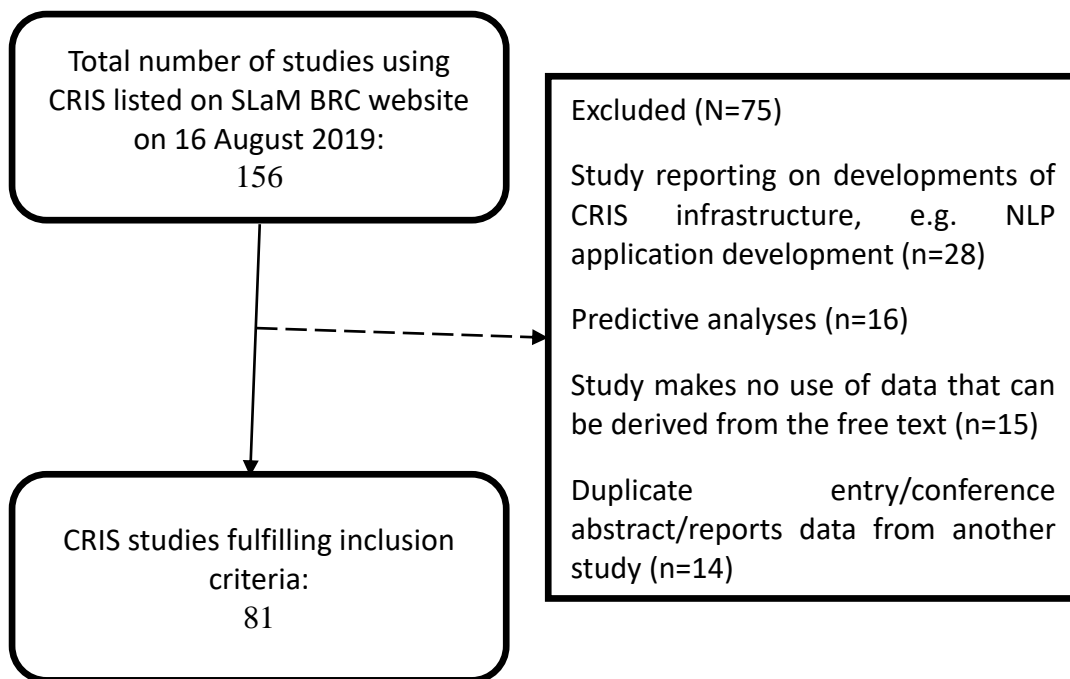 Total number of studies using
CRIS listed on SLaM BRC website
on 16 August 2019:
156
Excluded (N=75)
Study reporting on developments of
CRIS infrastructure, e.g. NLP
application development (n=28)
Predictive analyses (n=16)
Study makes no use of data that can
be derived from the free text (n=15)
Duplicate entry/conference
abstract/reports data from another
study (n=14)
CRIS studies fulfilling inclusion
criteria:
81